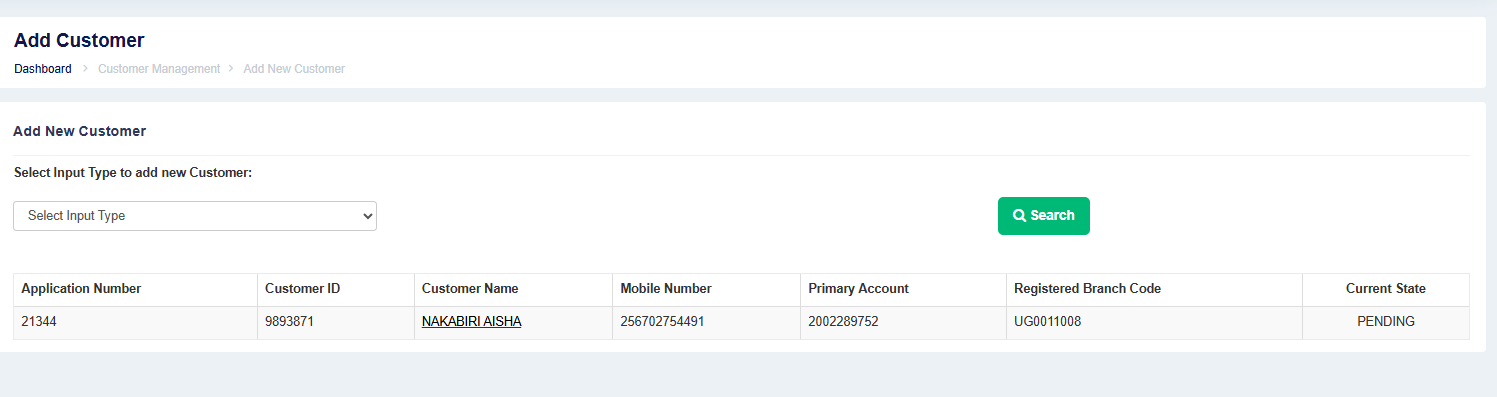 Add Customer
Dashboard > Customer Management > Add New Customer
Add New Customer
Select Input Type to add new Customer:
Select Input Type
Search
Application Number Customer ID Customer Name Mobile Number Primary Account Registered Branch Code Current State
21344 9893871 NAKABIRI AISHA 256702754491 2002289752 UG0011008 PENDING